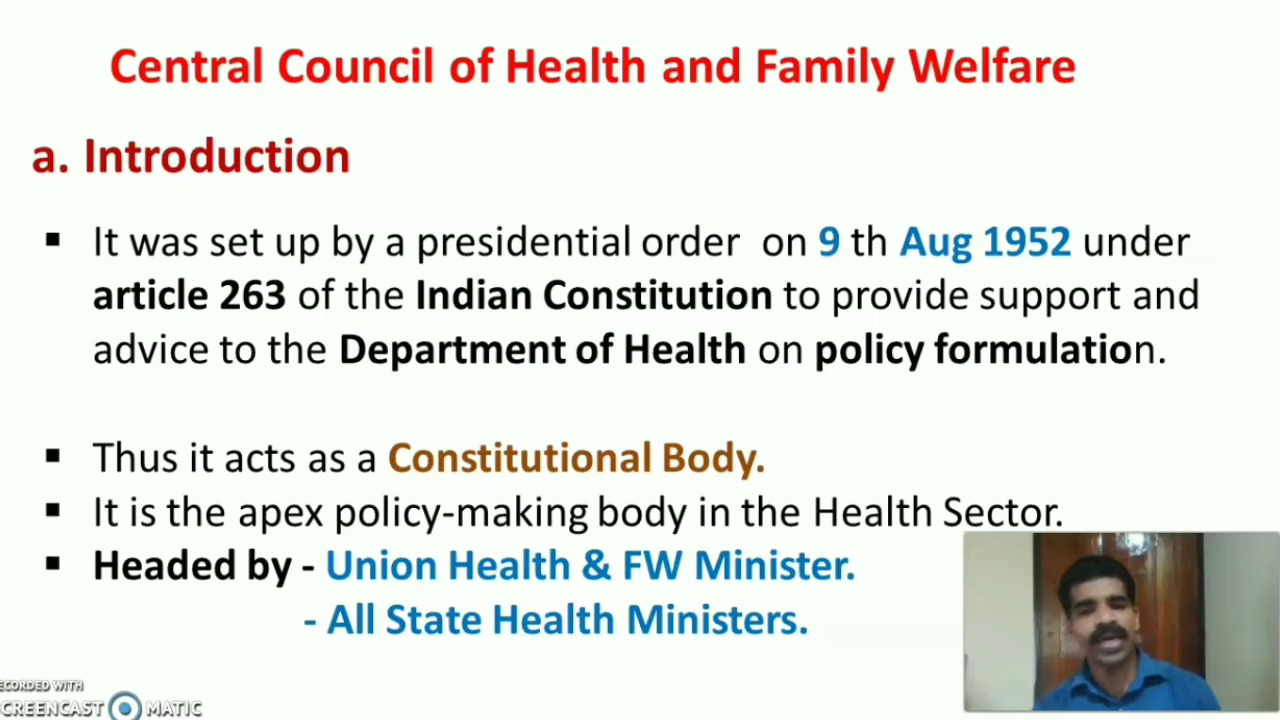 Central Council of Health and Family Welfare
a. Introduction
▪ It was set up by a presidential order on 9 th Aug 1952 under
article 263 of the Indian Constitution to provide support and
advice to the Department of Health on policy formulation.
▪ Thus it acts as a Constitutional Body.
▪ It is the apex policy-making body in the Health Sector.
▪ Headed by - Union Health & FW Minister.
- All State Health Ministers.
ECORDED WITH
CREENCAST MATIC